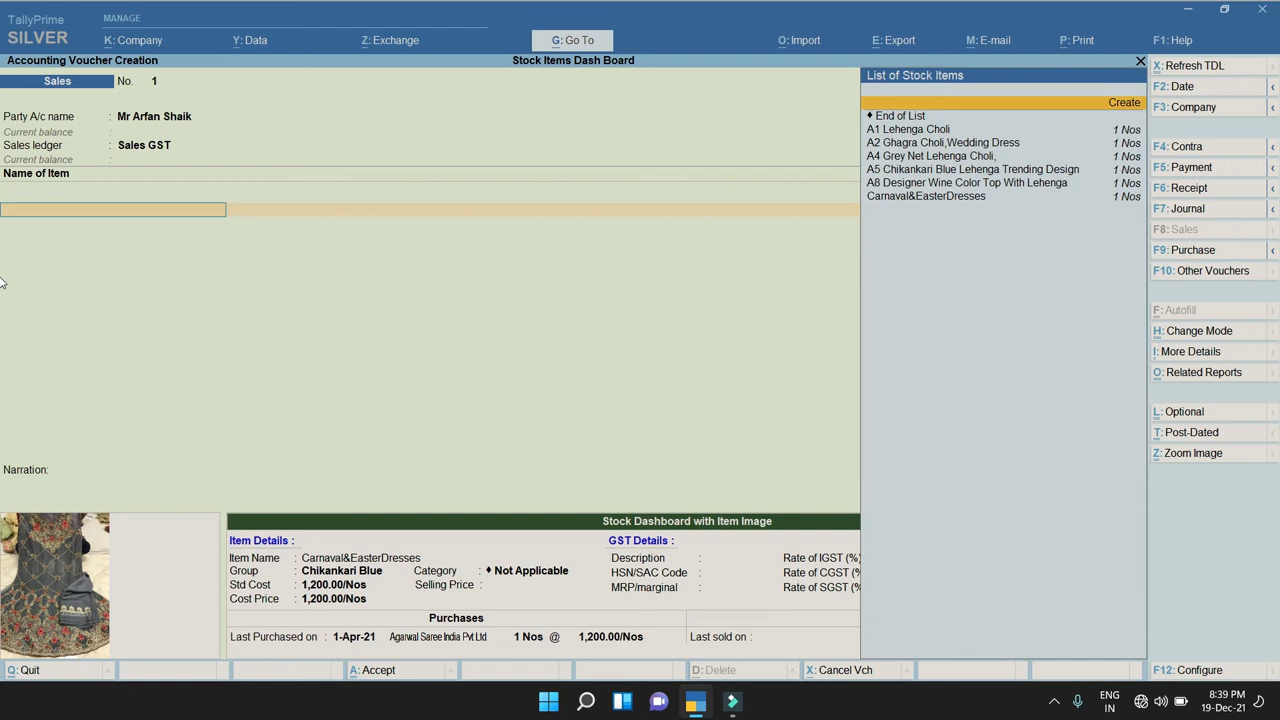 TallyPrime
MANAGE
SILVER
K: Company
Y: Data
Z: Exchange
G: Go To
O: Import
E: Export
M: E-mail
P: Print
F1: Help
Accounting Voucher Creation
Stock Items Dash Board
Sales No. 1
Party A/c name : Mr Arfan Shaik
Current balance :
Sales ledger : Sales GST
Current balance :
Name of Item
Narration:
List of Stock Items
Create
♦ End of List
A1 Lehenga Choli 1 Nos
A2 Ghagra Choli,Wedding Dress 1 Nos
A4 Grey Net Lehenga Choli, 1 Nos
A5 Chikankari Blue Lehenga Trending Design 1 Nos
A8 Designer Wine Color Top With Lehenga 1 Nos
Carnaval&EasterDresses 1 Nos
X: Refresh TDL
F2: Date
F3: Company
F4: Contra
F5: Payment
F6: Receipt
F7: Journal
F8: Sales
F9: Purchase
F10: Other Vouchers
F: Autofill
H: Change Mode
I: More Details
O: Related Reports
L: Optional
T: Post-Dated
Z: Zoom Image
Stock Dashboard with Item Image
Item Details :
GST Details :
Item Name : Carnaval&EasterDresses
Description :
Rate of IGST (%)
Group : Chikankari Blue
Category : ♦ Not Applicable
HSN/SAC Code :
Rate of CGST (%
Std Cost : 1,200.00/Nos
Selling Price :
MRP/marginal :
Rate of SGST (%
Cost Price : 1,200.00/Nos
Purchases
Last Purchased on : 1-Apr-21 Agarwal Saree India Pvt Ltd 1 Nos @ 1,200.00/Nos
Last sold on :
Q: Quit
A: Accept
D: Delete
X: Cancel Vch
F12: Configure
ENG
IN
8:39 PM
19-Dec-21